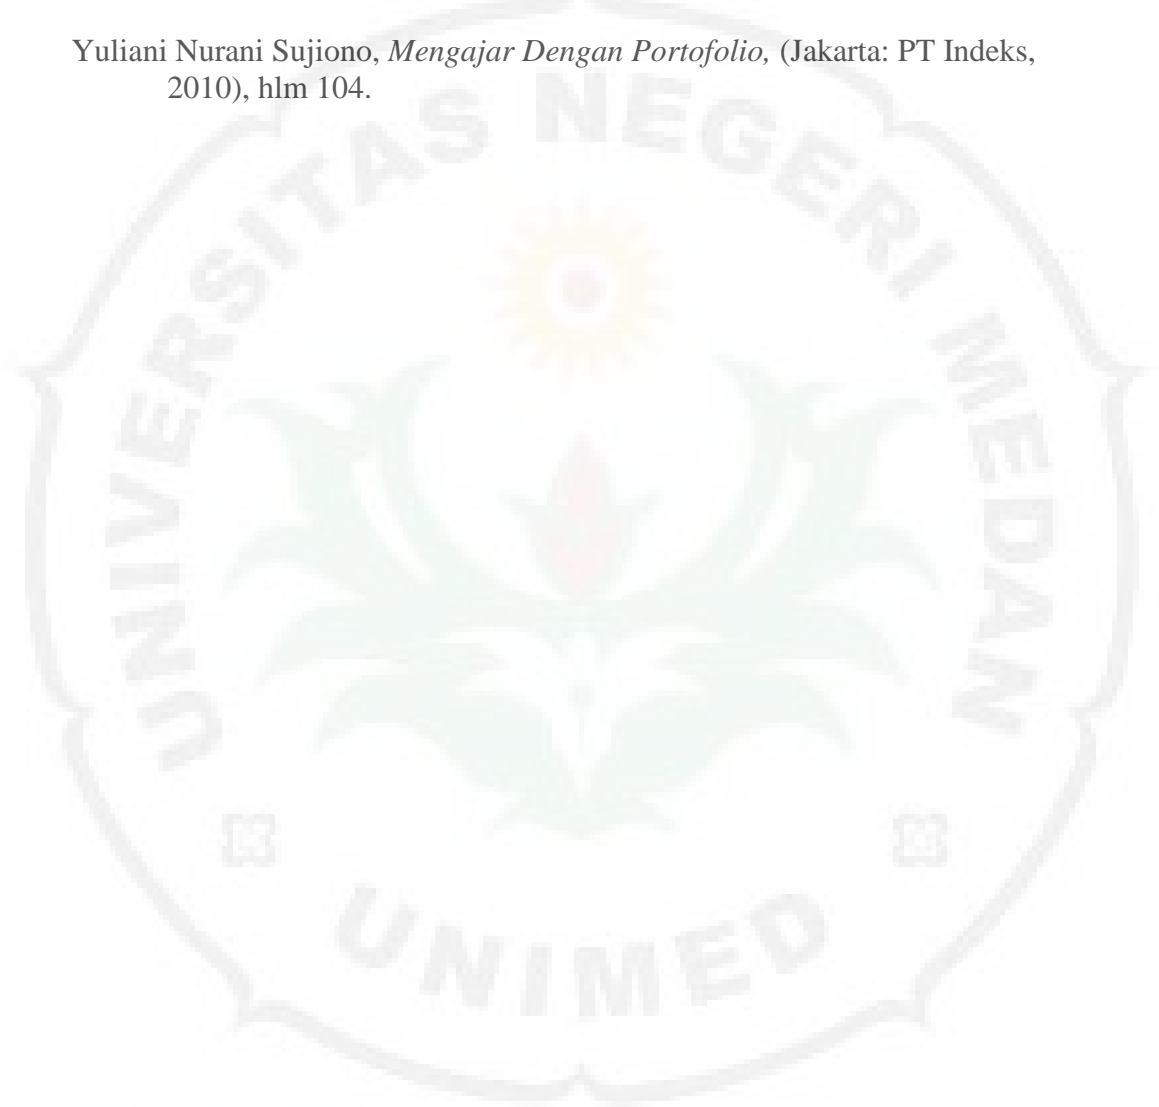 Yuliani Nurani Sujiono, Mengajar Dengan Portofolio, (Jakarta: PT Indeks,
2010), hlm 104.
UNIVERSITAS NEGERI MEDAN
UNIMED